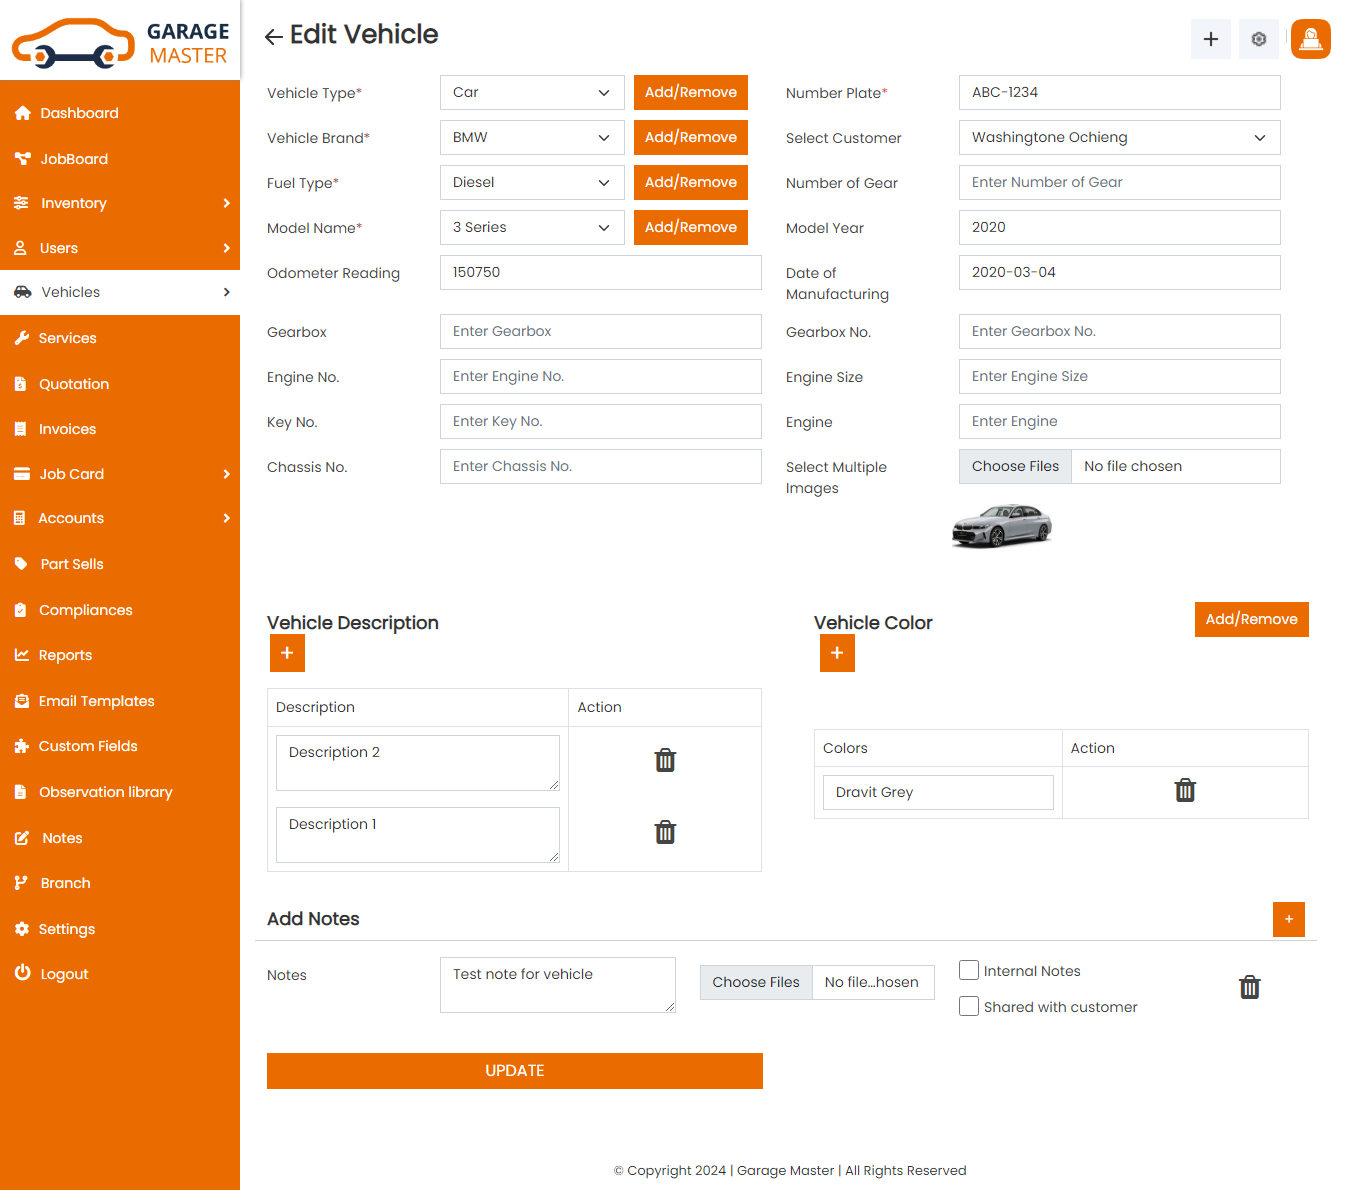 GARAGE
MASTER
Dashboard
JobBoard
Inventory
Users
Vehicles
Services
Quotation
Invoices
Job Card
Accounts
Part Sells
Compliances
Reports
Email Templates
Custom Fields
Observation library
Notes
Branch
Settings
Logout
Edit Vehicle
Vehicle Type* Car Add/Remove Number Plate* ABC-1234
Vehicle Brand* BMW Add/Remove Select Customer Washingtone Ochieng
Fuel Type* Diesel Add/Remove Number of Gear Enter Number of Gear
Model Name* 3 Series Add/Remove Model Year 2020
Odometer Reading 150750 Date of 2020-03-04
Manufacturing
Gearbox Enter Gearbox Gearbox No. Enter Gearbox No.
Engine No. Enter Engine No. Engine Size Enter Engine Size
Key No. Enter Key No. Engine Enter Engine
Chassis No. Enter Chassis No. Select Multiple Choose Files No file chosen
Images
Vehicle Description
+
Description Action
Description 2
Description 1
Vehicle Color Add/Remove
+
Colors Action
Dravit Grey
Add Notes +
Notes Test note for vehicle Choose Files No file...hosen Internal Notes
Shared with customer
UPDATE
© Copyright 2024 | Garage Master | All Rights Reserved